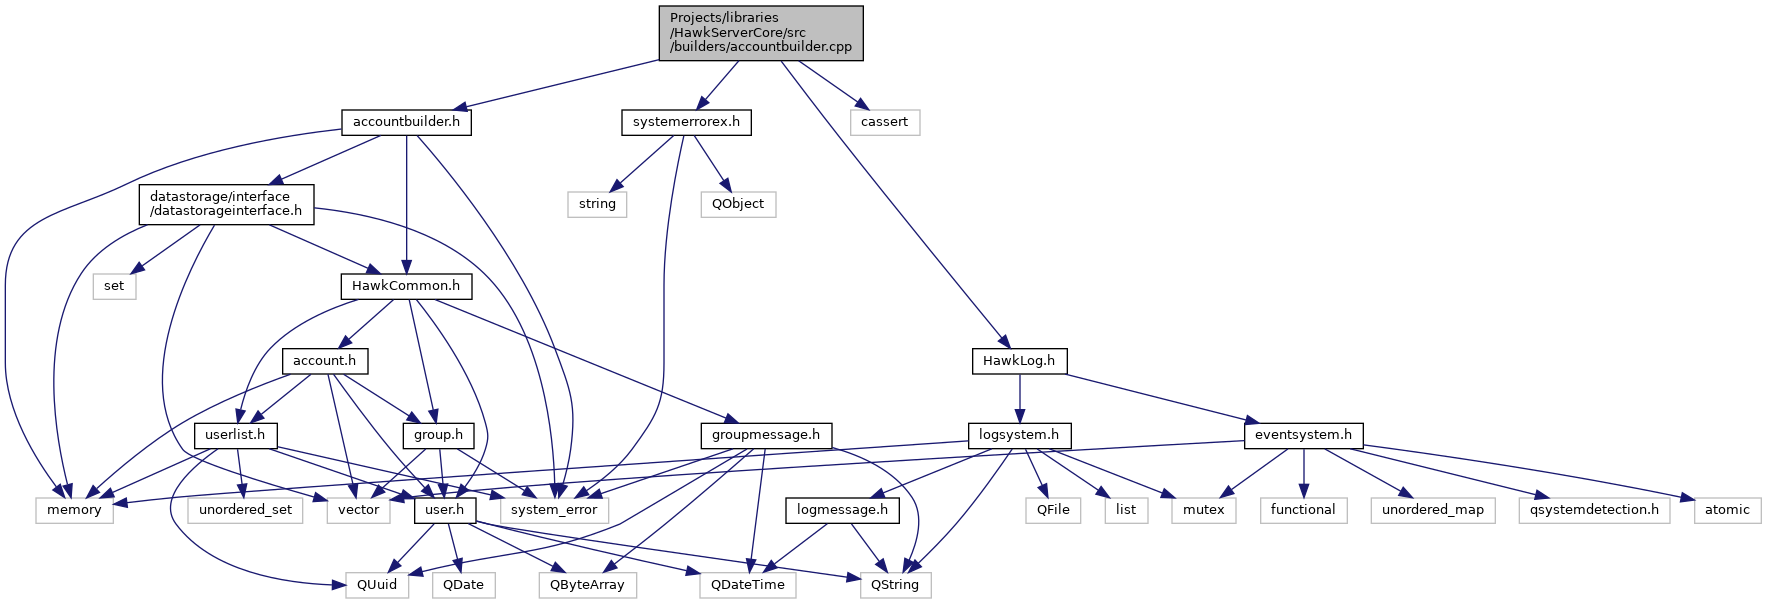 Projects/libraries
/HawkServerCore/src
/builders/accountbuilder.cpp
accountbuilder.h
systemerrorex.h
cassert
datastorage/interface
/datastorageinterface.h
string
QObject
set
HawkCommon.h
account.h
HawkLog.h
userlist.h
group.h
groupmessage.h
logsystem.h
eventsystem.h
memory
unordered_set
vector
user.h
system_error
logmessage.h
QFile
list
mutex
functional
unordered_map
qsystemdetection.h
atomic
QUuid
QDate
QByteArray
QDateTime
QString